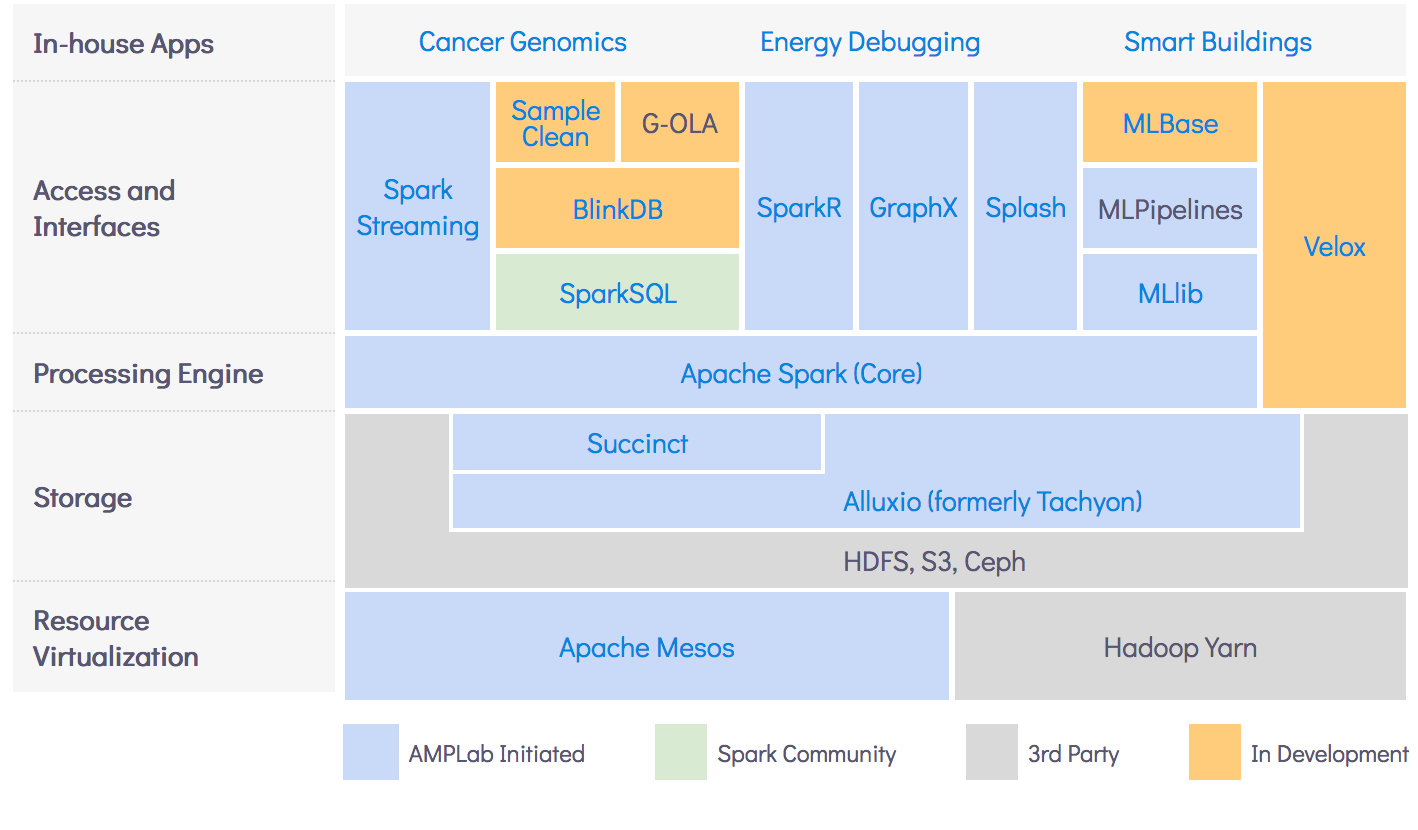 In-house Apps
Cancer Genomics
Energy Debugging
Smart Buildings
Access and
Interfaces
Spark
Streaming
Sample
Clean
G-OLA
BlinkDB
SparkSQL
SparkR
GraphX
Splash
MLBase
MLPipelines
MLlib
Velox
Processing Engine
Apache Spark (Core)
Storage
Succinct
Alluxio (formerly Tachyon)
HDFS, S3, Ceph
Resource
Virtualization
Apache Mesos
Hadoop Yarn
AMPLab Initiated
Spark Community
3rd Party
In Development